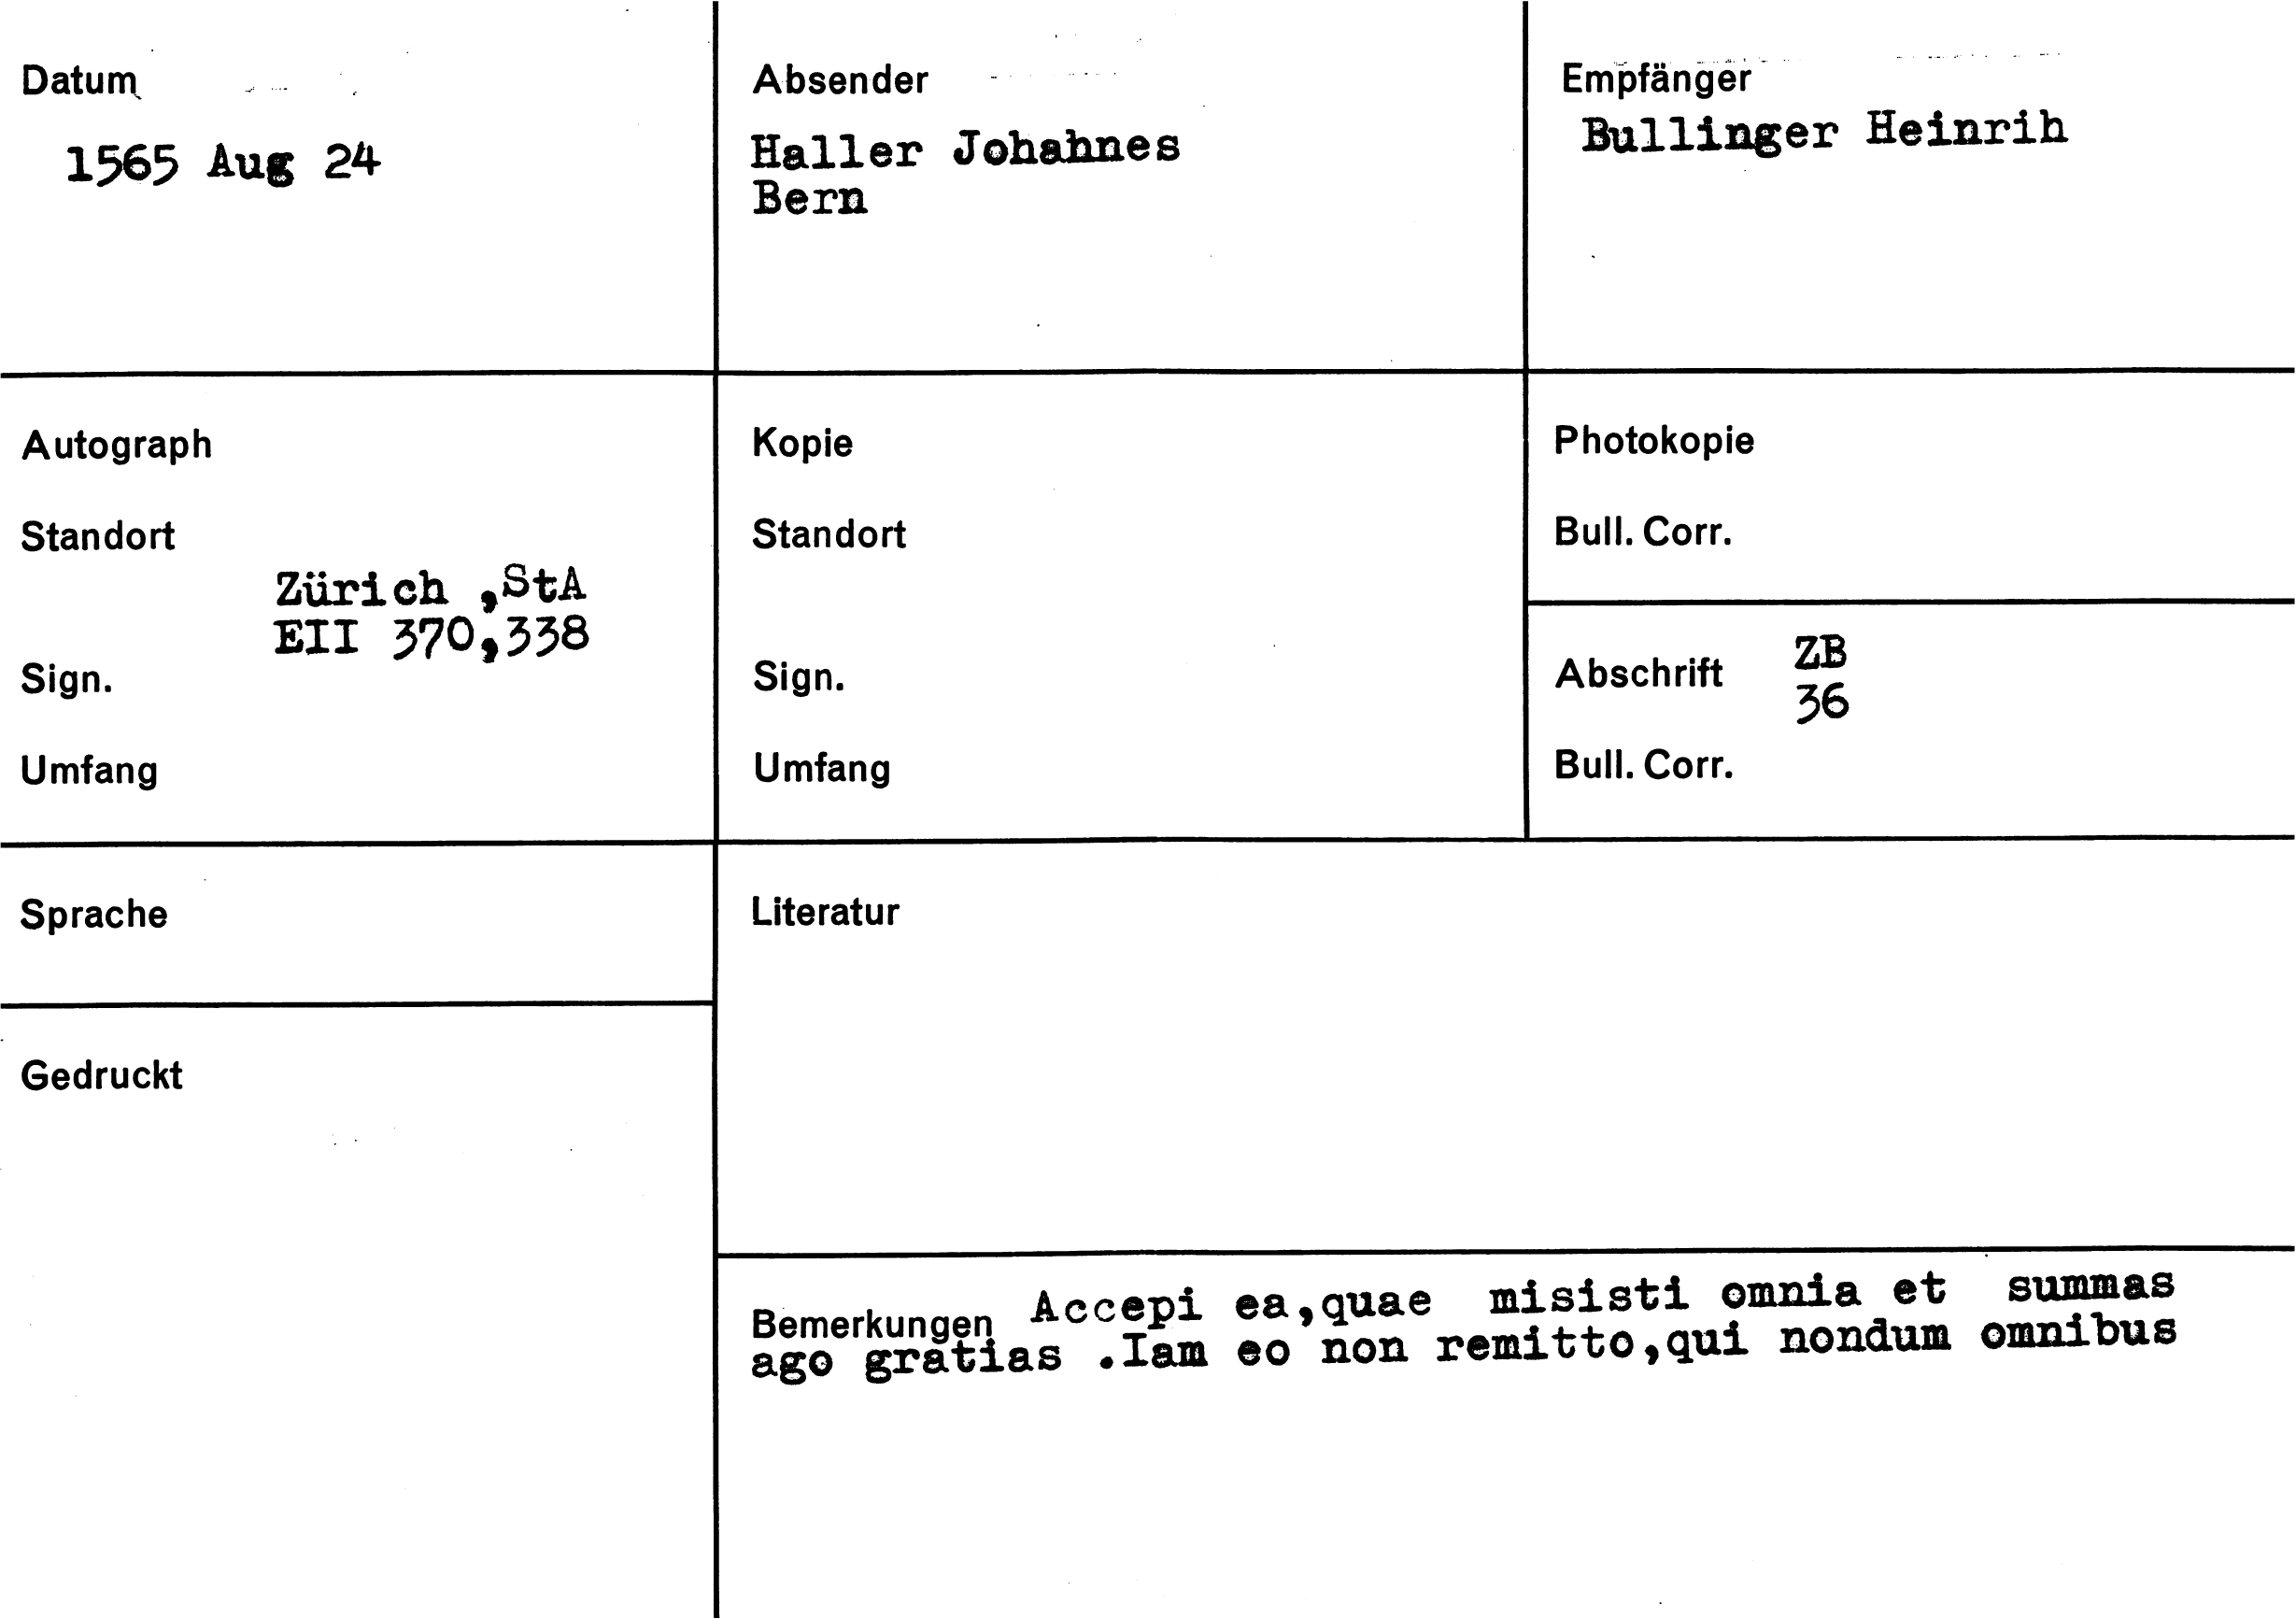 Datum
1565 Aug 24
Absender
Haller Johahnes
Bern
Empfänger
Bullinger Heinrih
Autograph
Standort
Zürich ,StA
EII 370,338
Sign.
Umfang
Kopie
Standort
Sign.
Umfang
Photokopie
Bull. Corr.
Abschrift ZB
36
Bull. Corr.
Sprache
Literatur
Gedruckt
Bemerkungen Accepi ea,quae misisti omnia et summas
ago gratias .Iam eo non remitto,qui nondum omnibus